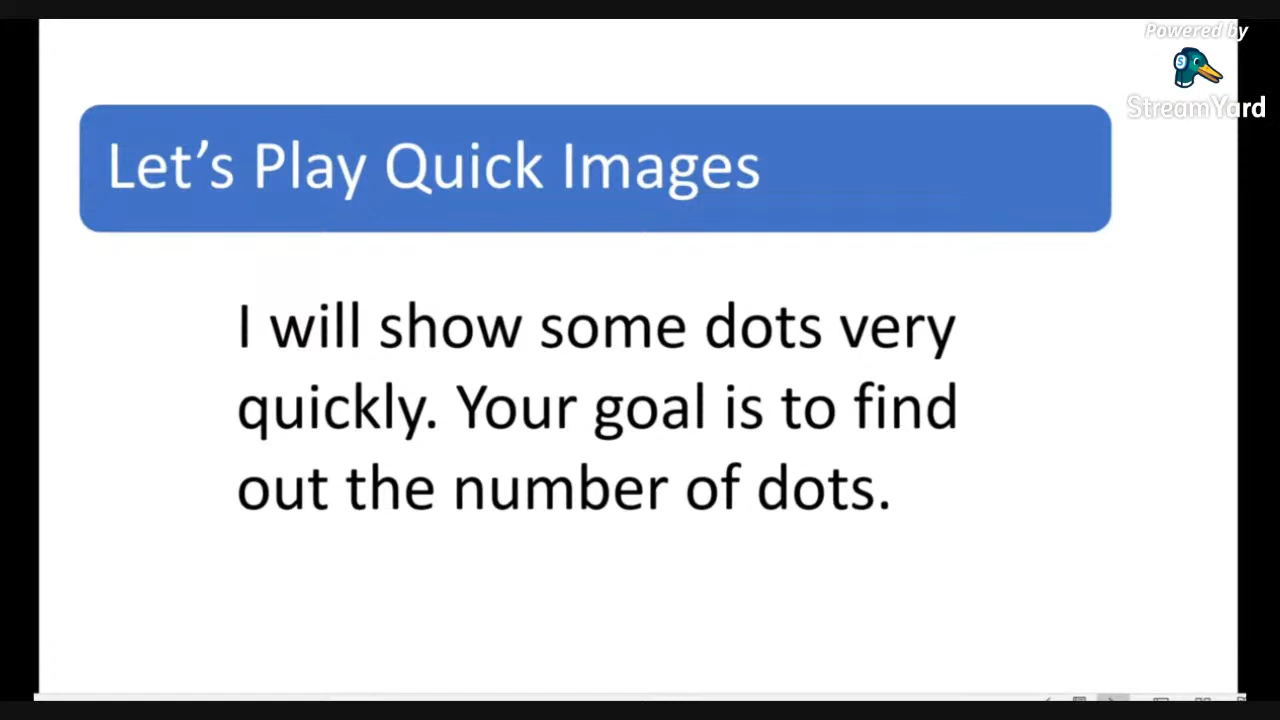 Powered by
StreamYard
Let’s Play Quick Images
I will show some dots very
quickly. Your goal is to find
out the number of dots.